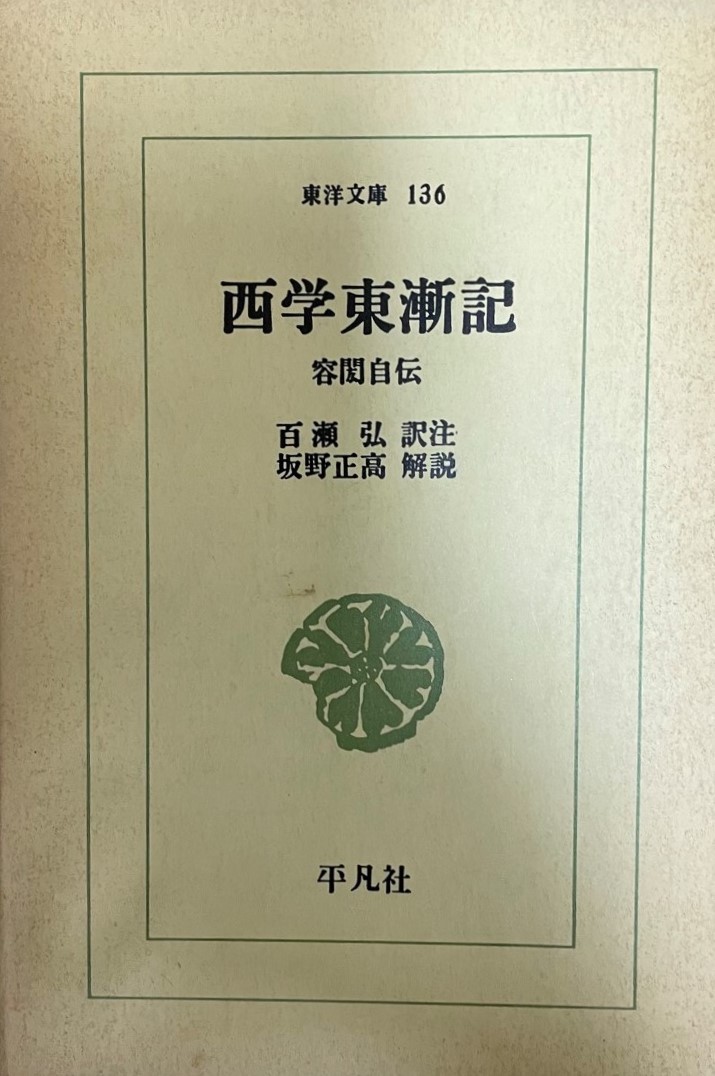 東洋文庫 136
西学東漸記
容閎自伝
百瀬 弘 訳注
坂野正高 解説
平凡社